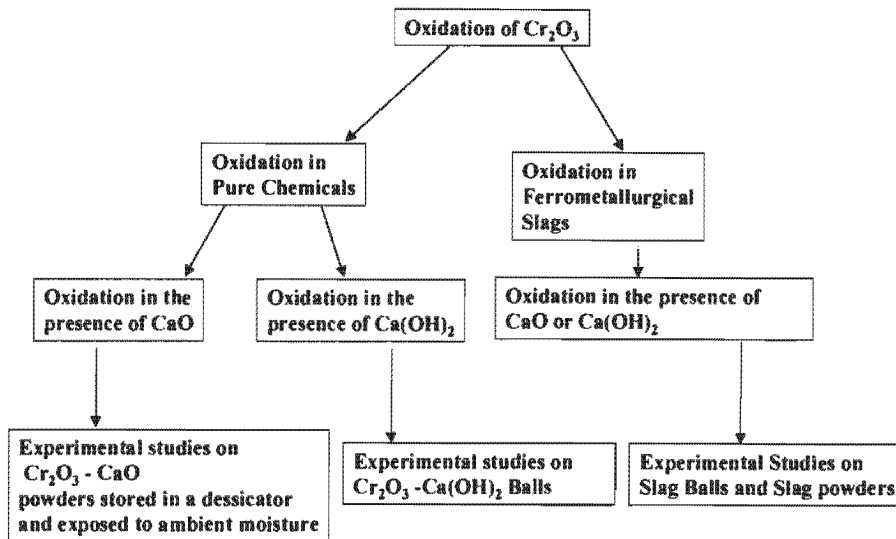 Oxidation of Cr₂O₃
Oxidation in
Pure Chemicals
Oxidation in
Ferrometallurgical
Slags
Oxidation in the
presence of CaO
Oxidation in the
presence of Ca(OH)₂
Oxidation in the presence of
CaO or Ca(OH)₂
Experimental studies on
Cr₂O₃ - CaO
powders stored in a dessicator
and exposed to ambient moisture
Experimental studies on
Cr₂O₃ -Ca(OH)₂ Balls
Experimental Studies on
Slag Balls and Slag powders